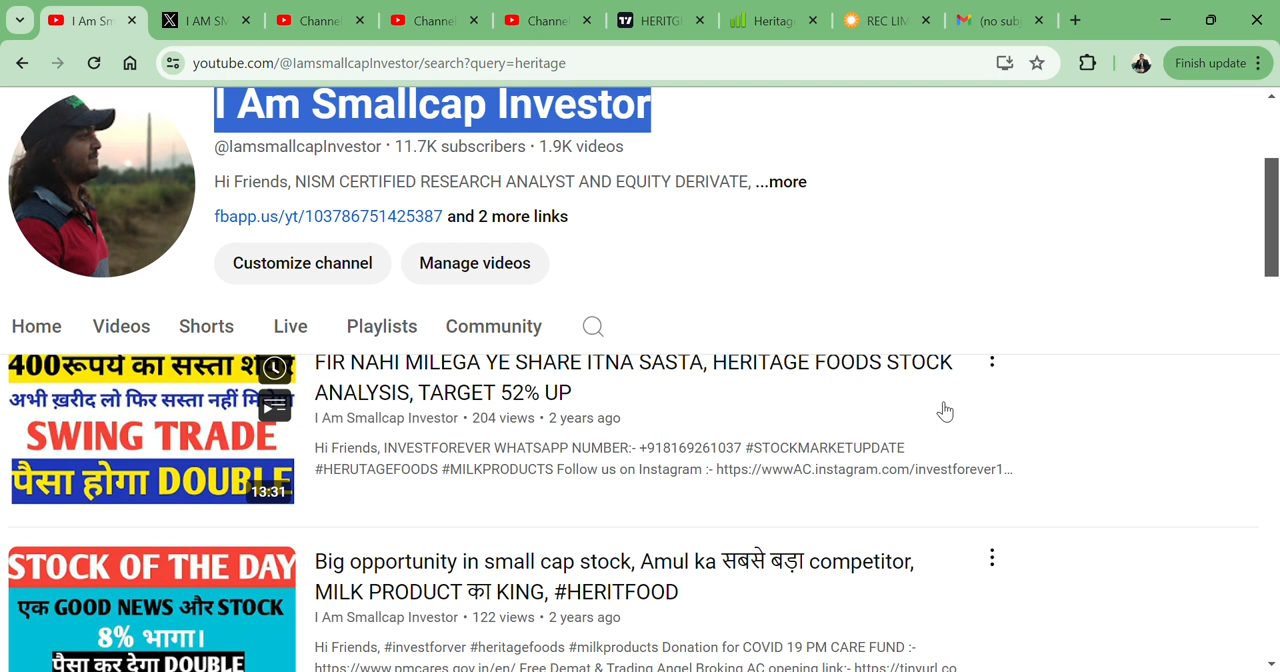 I Am Sm
I AM SM
Channe
Channel
Channe
HERITG
Heritag
REC LIM
(no sub
youtube.com/@IamsmallcapInvestor/search?query=heritage
Finish update
I Am Smallcap Investor
@IamsmallcapInvestor · 11.7K subscribers · 1.9K videos
Hi Friends, NISM CERTIFIED RESEARCH ANALYST AND EQUITY DERIVATE, ...more
fbapp.us/yt/103786751425387 and 2 more links
Customize channel
Manage videos
Home
Videos
Shorts
Live
Playlists
Community
400रूपये का सस्ता
अभी ख़रीद लो फिर सस्ता नहीं
SWING TRADE
पैसा होगा DOUBLE
13:31
FIR NAHI MILEGA YE SHARE ITNA SASTA, HERITAGE FOODS STOCK
ANALYSIS, TARGET 52% UP
I Am Smallcap Investor • 204 views • 2 years ago
Hi Friends, INVESTFOREVER WHATSAPP NUMBER:- +918169261037 #STOCKMARKETUPDATE
#HERUTAGEFOODS #MILKPRODUCTS Follow us on Instagram :- https://wwwAC.instagram.com/investforever1...
STOCK OF THE DAY
एक GOOD NEWS और STOCK
8% भागा।
पैसा कर देगा DOUBLE
Big opportunity in small cap stock, Amul ka सबसे बड़ा competitor,
MILK PRODUCT का KING, #HERITFOOD
I Am Smallcap Investor • 122 views • 2 years ago
Hi Friends, #investforver #heritagefoods #milkproducts Donation for COVID 19 PM CARE FUND :-
https://www.pmcares.gov.in/en/ Free Demat & Trading Angel Broking AC opening link:- https://tinyurl.co